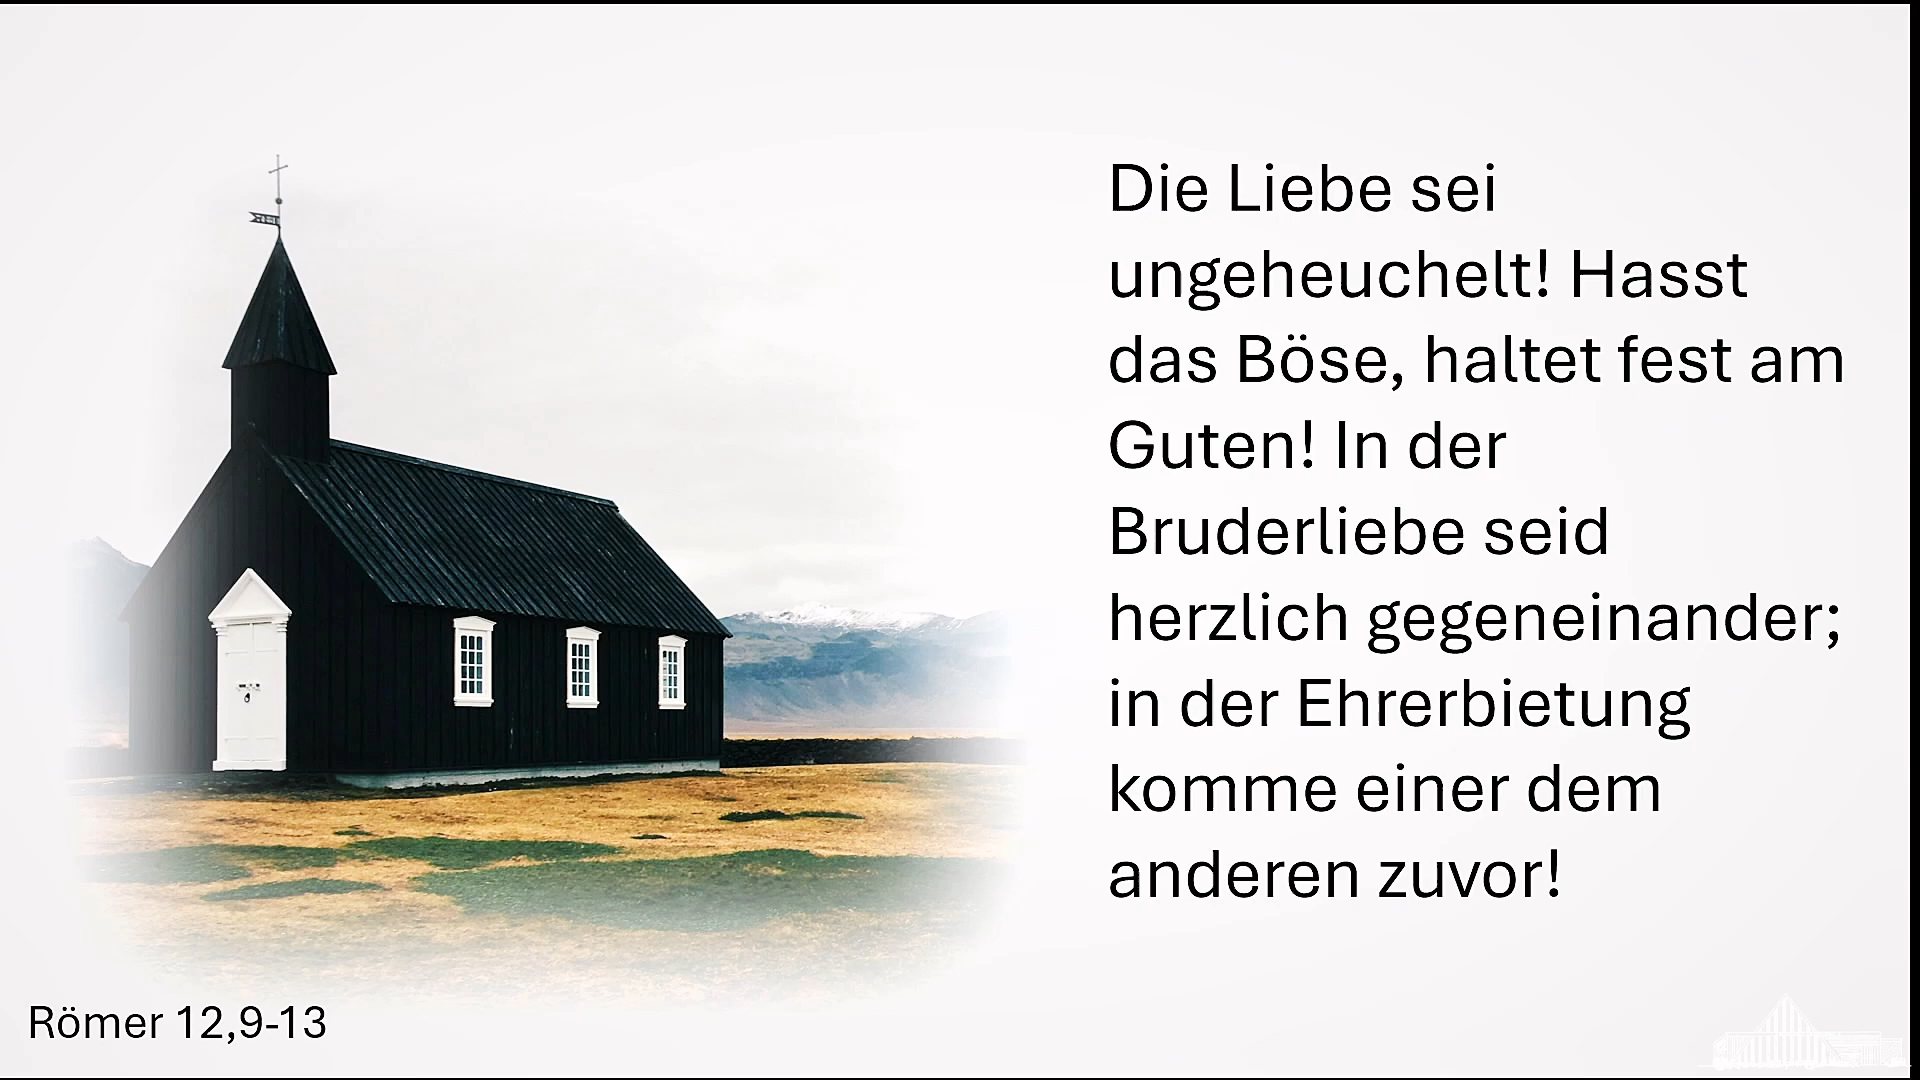 Die Liebe sei
ungeheuchelt! Hasst
das Böse, haltet fest am
Guten! In der
Bruderliebe seid
herzlich gegeneinander;
in der Ehrerbietung
komme einer dem
anderen zuvor!
Römer 12,9-13